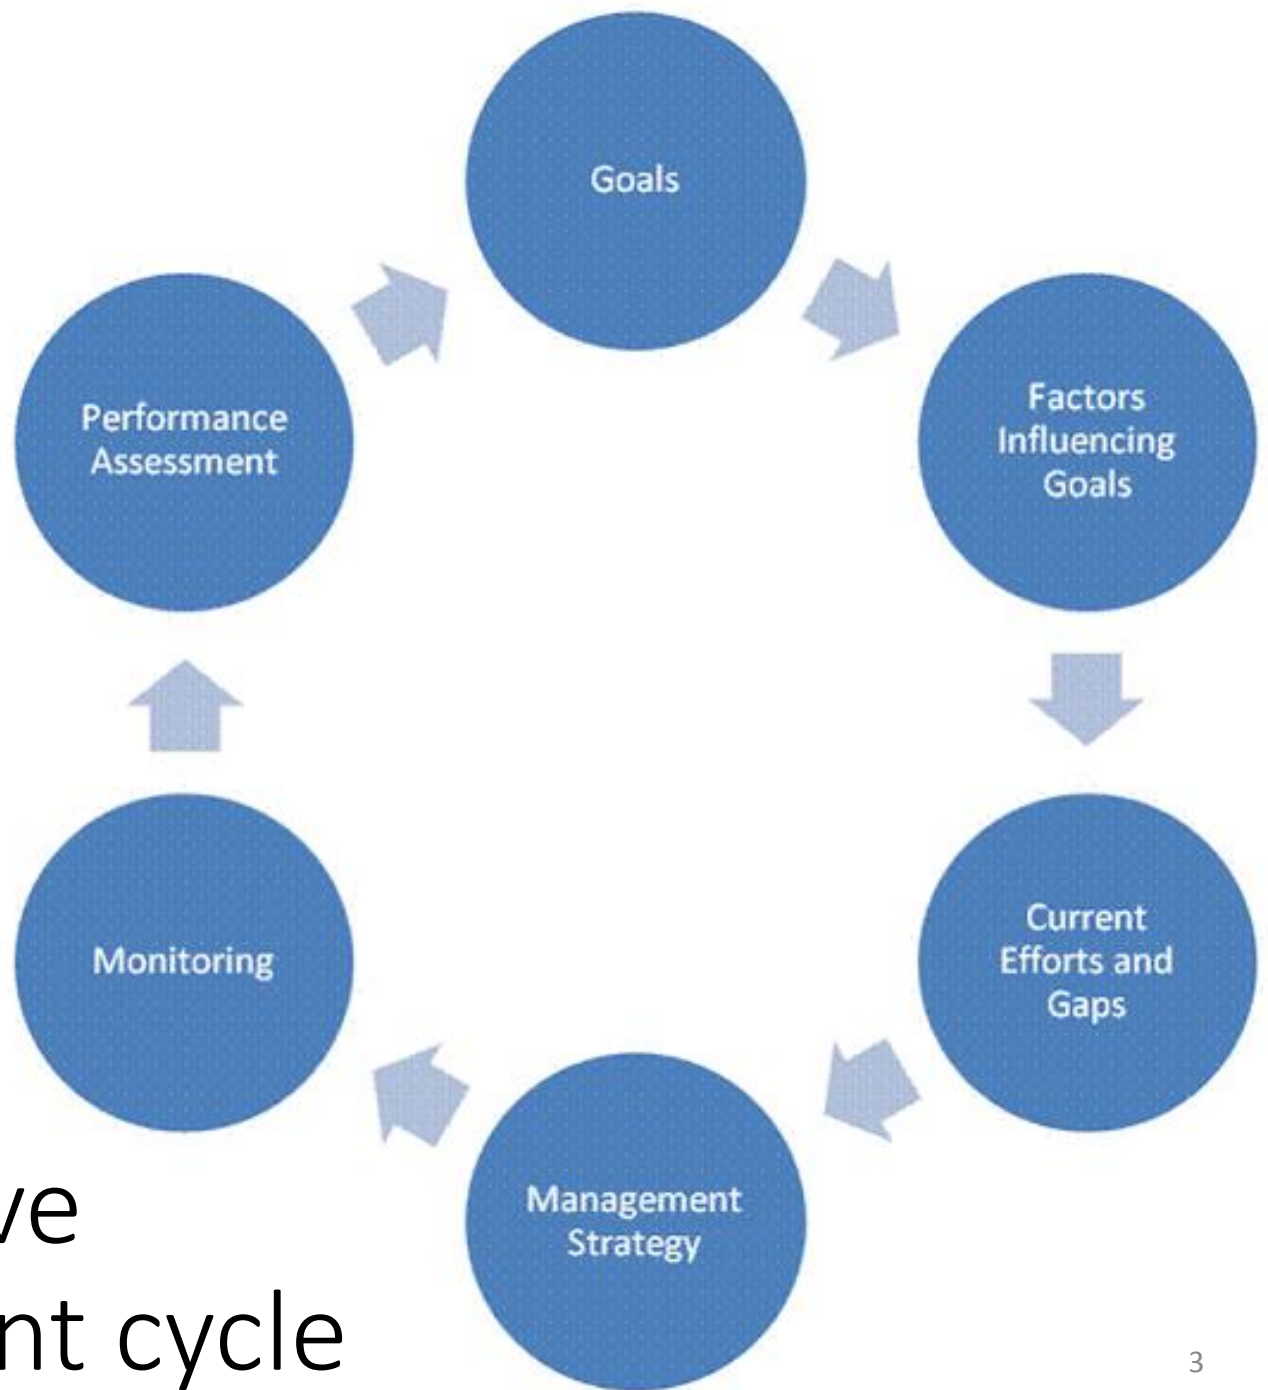 Goals
Factors
Influencing
Goals
Current
Efforts and
Gaps
Management
Strategy
Monitoring
Performance
Assessment
ve
nt cycle
3